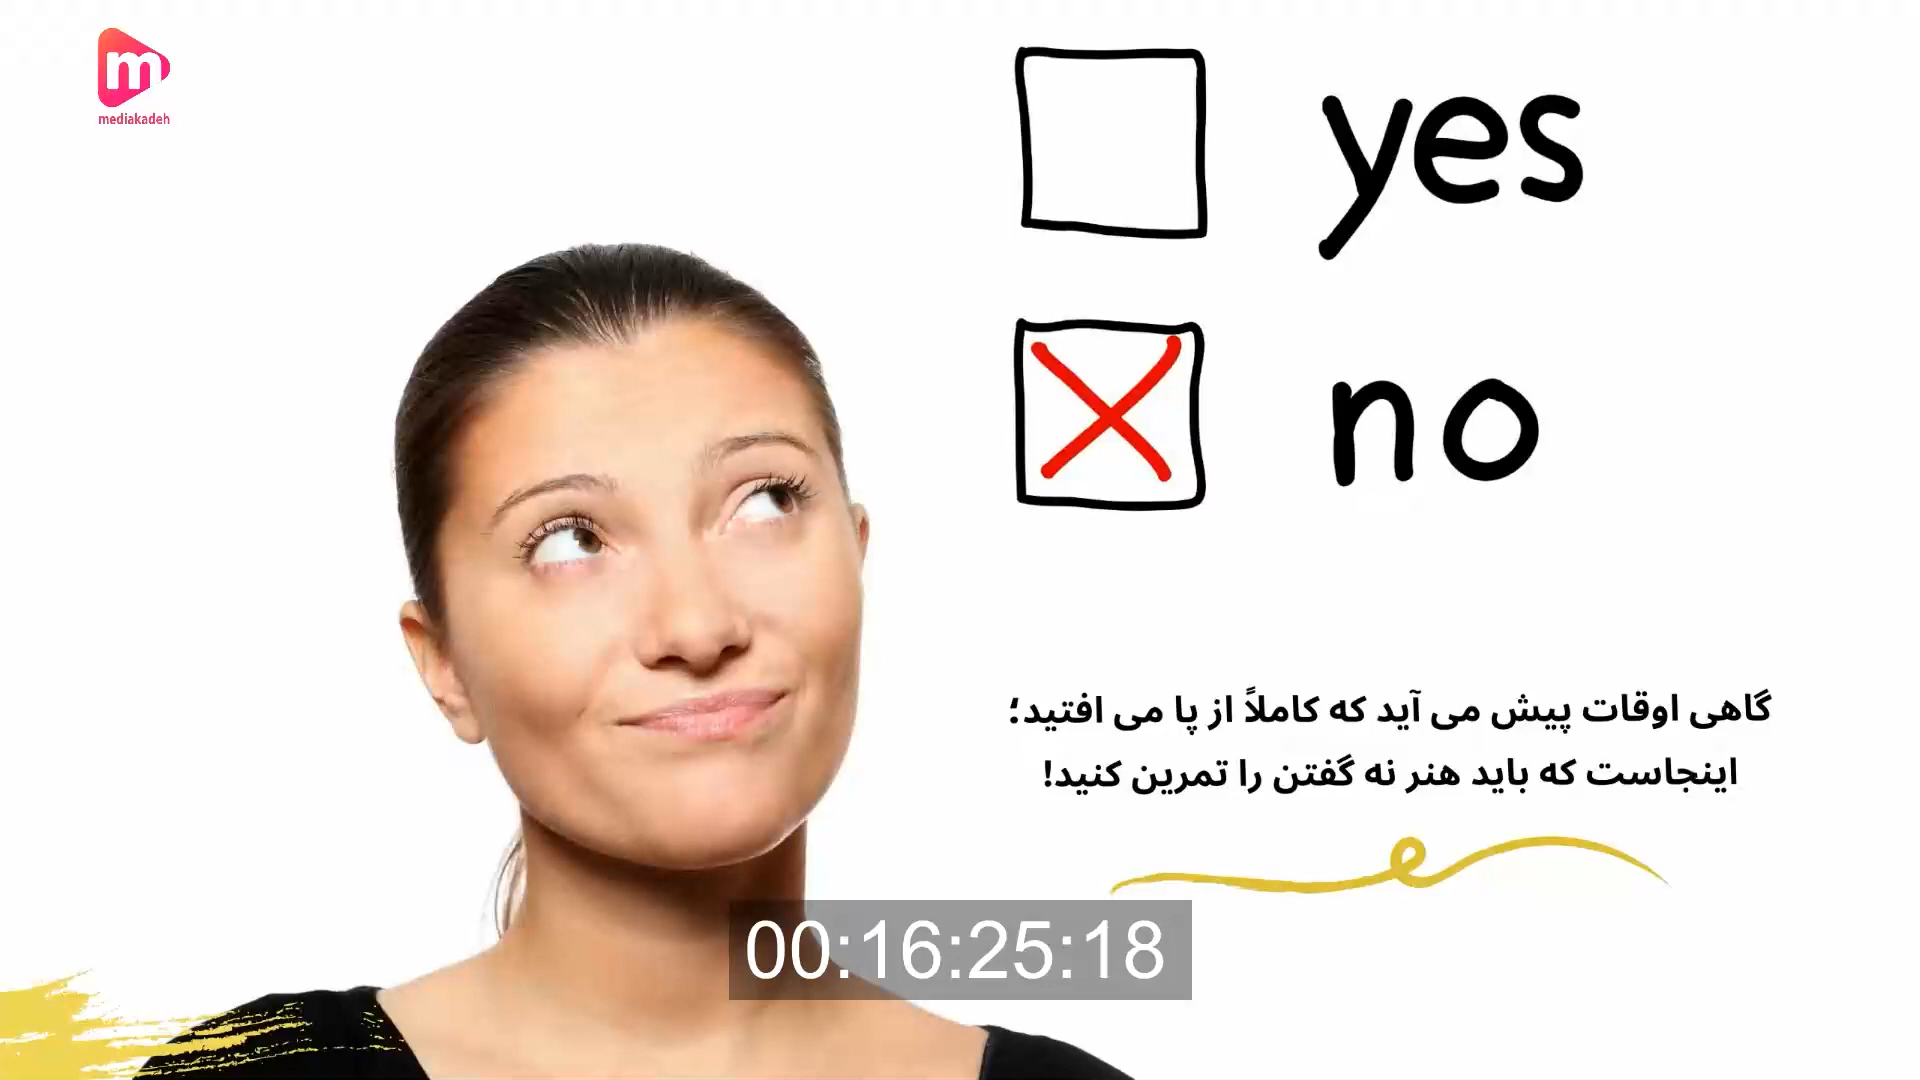 mediakadeh
yes
no
گاهی اوقات پیش می آید که کاملاً از پا می افتید؛
اینجاست که باید هنر نه گفتن را تمرین کنید!
00:16:25:18